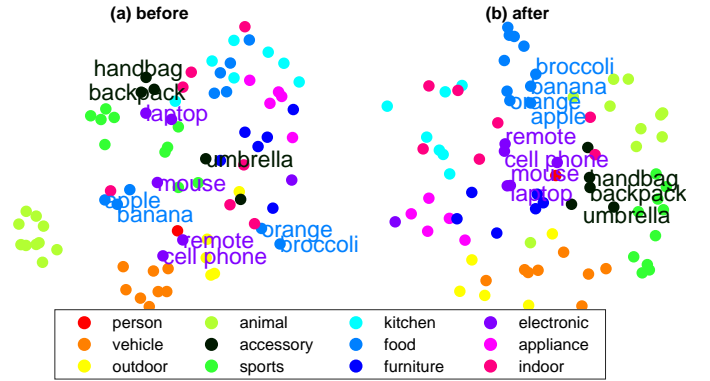 (a) before
(b) after
handbag
backpack
laptop
umbrella
mouse
apple
banana
orange
broccoli
remote
cell phone
broccoli
banana
orange
apple
remote
cell phone
mouse
laptop
handbag
backpack
umbrella
person animal kitchen electronic
vehicle accessory food appliance
outdoor sports furniture indoor